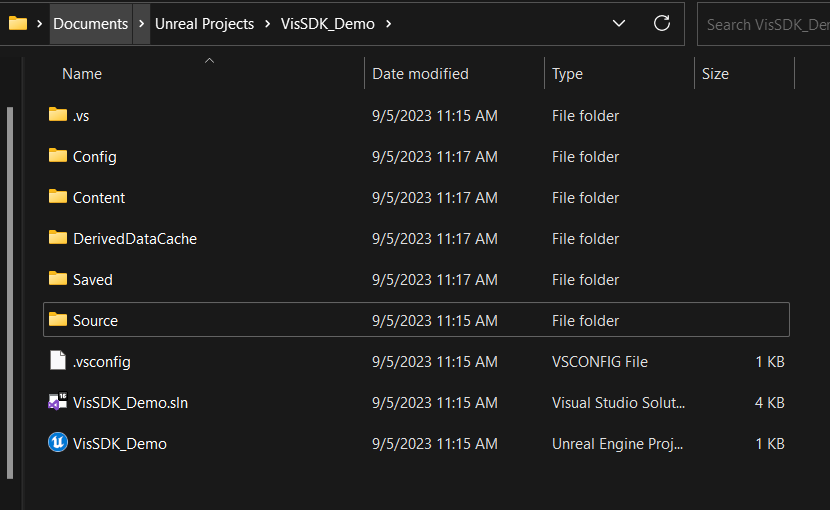 Documents > Unreal Projects > VisSDK_Demo > Search VisSDK_De
Name Date modified Type Size
.vs 9/5/2023 11:15 AM File folder
Config 9/5/2023 11:17 AM File folder
Content 9/5/2023 11:17 AM File folder
DerivedDataCache 9/5/2023 11:17 AM File folder
Saved 9/5/2023 11:17 AM File folder
Source 9/5/2023 11:15 AM File folder
.vsconfig 9/5/2023 11:15 AM VSCONFIG File 1 KB
VisSDK_Demo.sln 9/5/2023 11:15 AM Visual Studio Solut... 4 KB
VisSDK_Demo 9/5/2023 11:15 AM Unreal Engine Proj... 1 KB